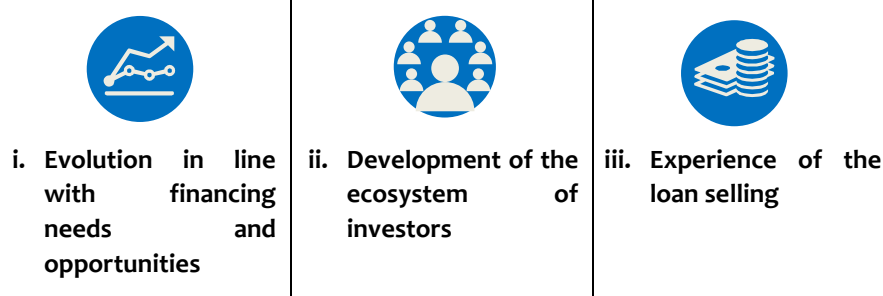 i. Evolution in line
with financing
needs and
opportunities
ii. Development of the
ecosystem of
investors
iii. Experience of the
loan selling